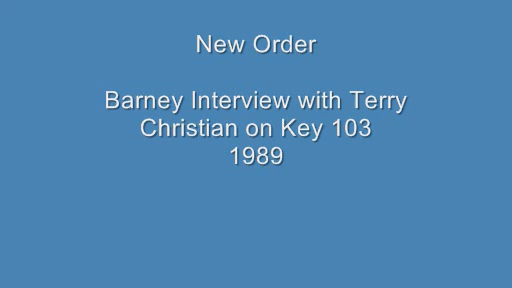 New Order
Barney Interview with Terry
Christian on Key 103
1989